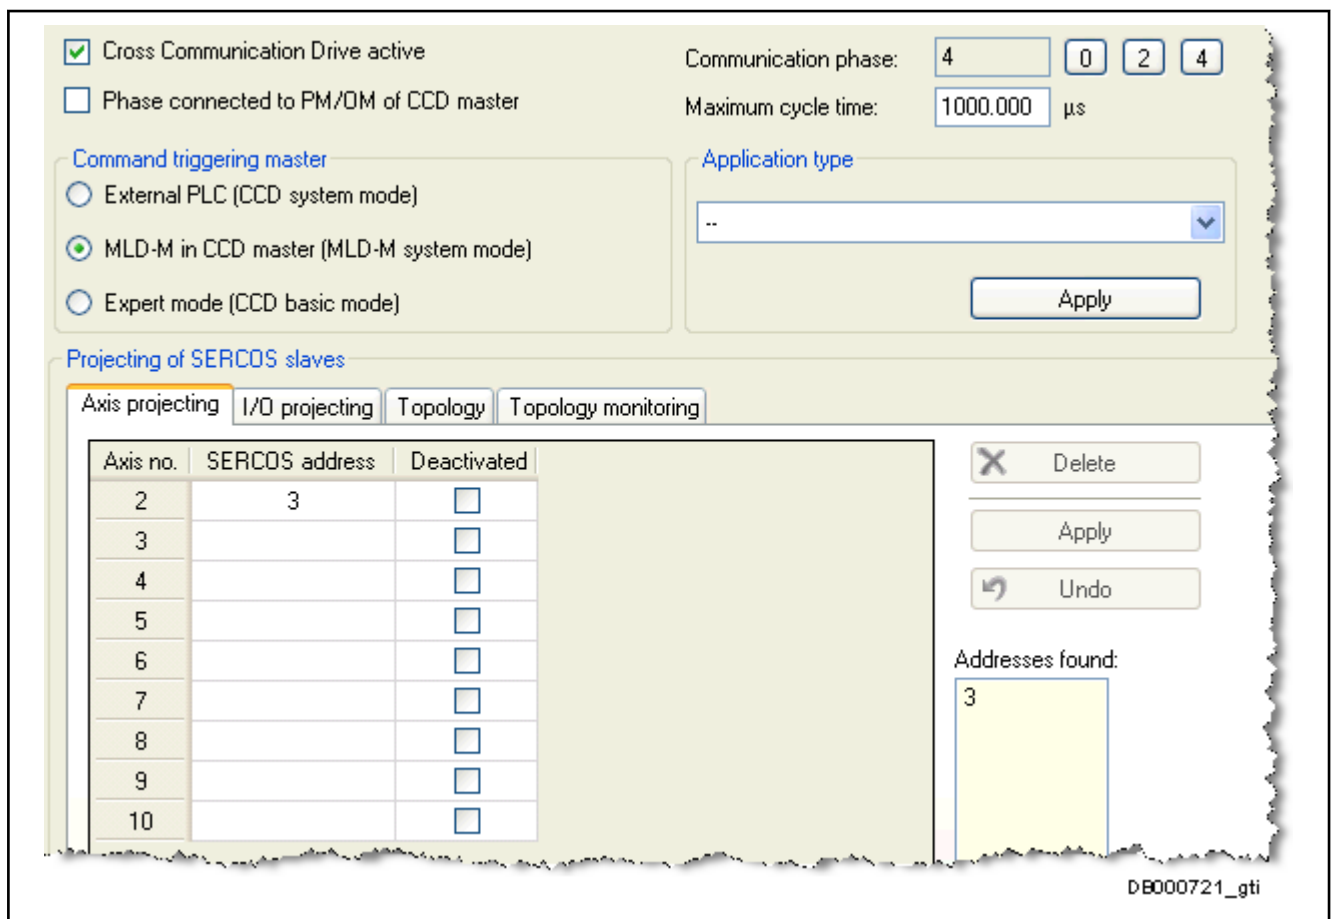 Cross Communication Drive active
Communication phase: 4 0 2 4
Phase connected to PM/OM of CCD master
Maximum cycle time: 1000.000 µs
Command triggering master
External PLC (CCD system mode)
MLD-M in CCD master (MLD-M system mode)
Expert mode (CCD basic mode)
Application type
--
Apply
Projecting of SERCOS slaves
Axis projecting I/O projecting Topology Topology monitoring
Axis no. SERCOS address Deactivated
2 3
3
4
5
6
7
8
9
10
Delete
Apply
Undo
Addresses found:
3
DB000721_gti